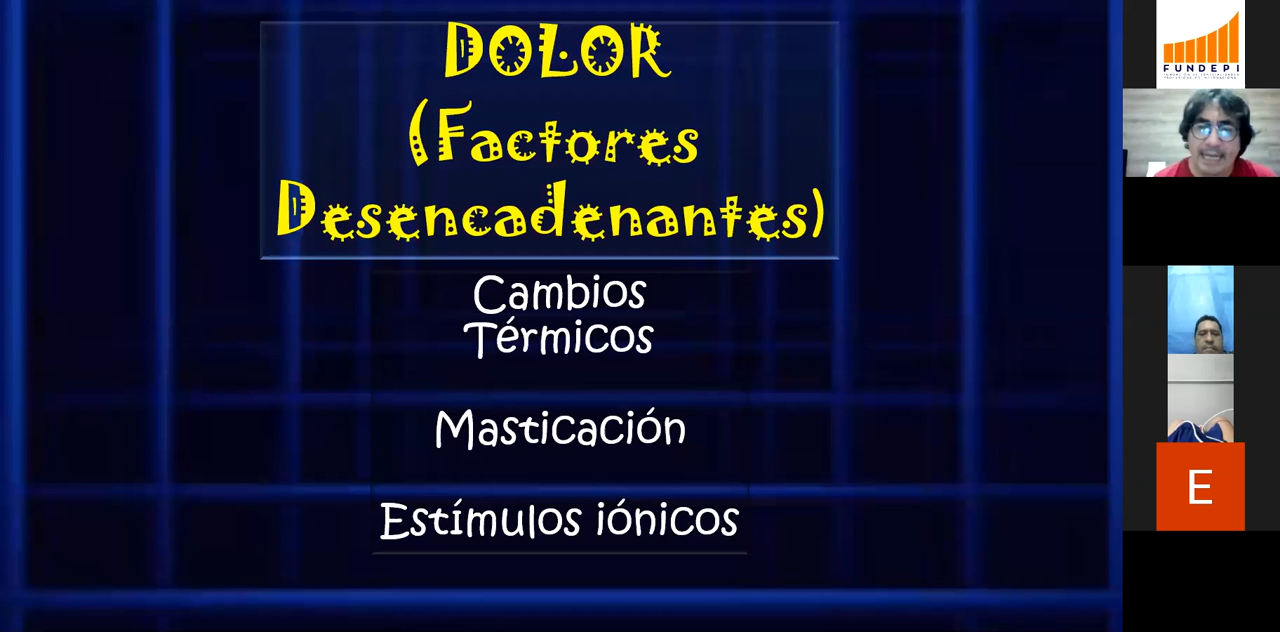 DOLOR
(Factores
Desencadenantes)
Cambios
Térmicos
Masticación
Estímulos iónicos
FUNDEPI
E